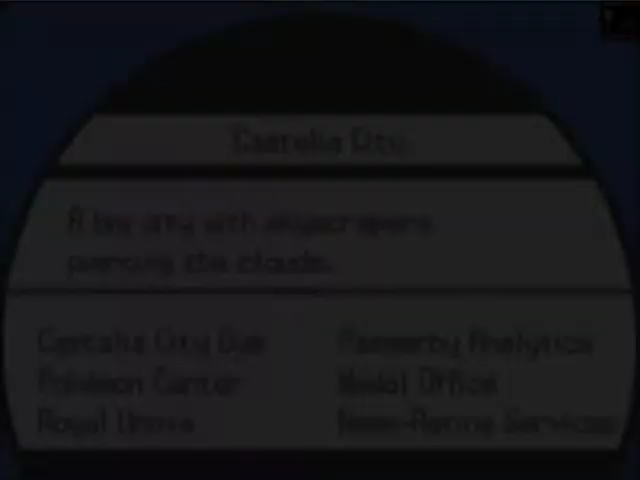 Castelia City
A big city with skyscrapers
piercing the clouds.
Castelia City Gym
Passerby Analytics
Pokémon Center
Medal Office
Royal Unova
Name-Rating Services